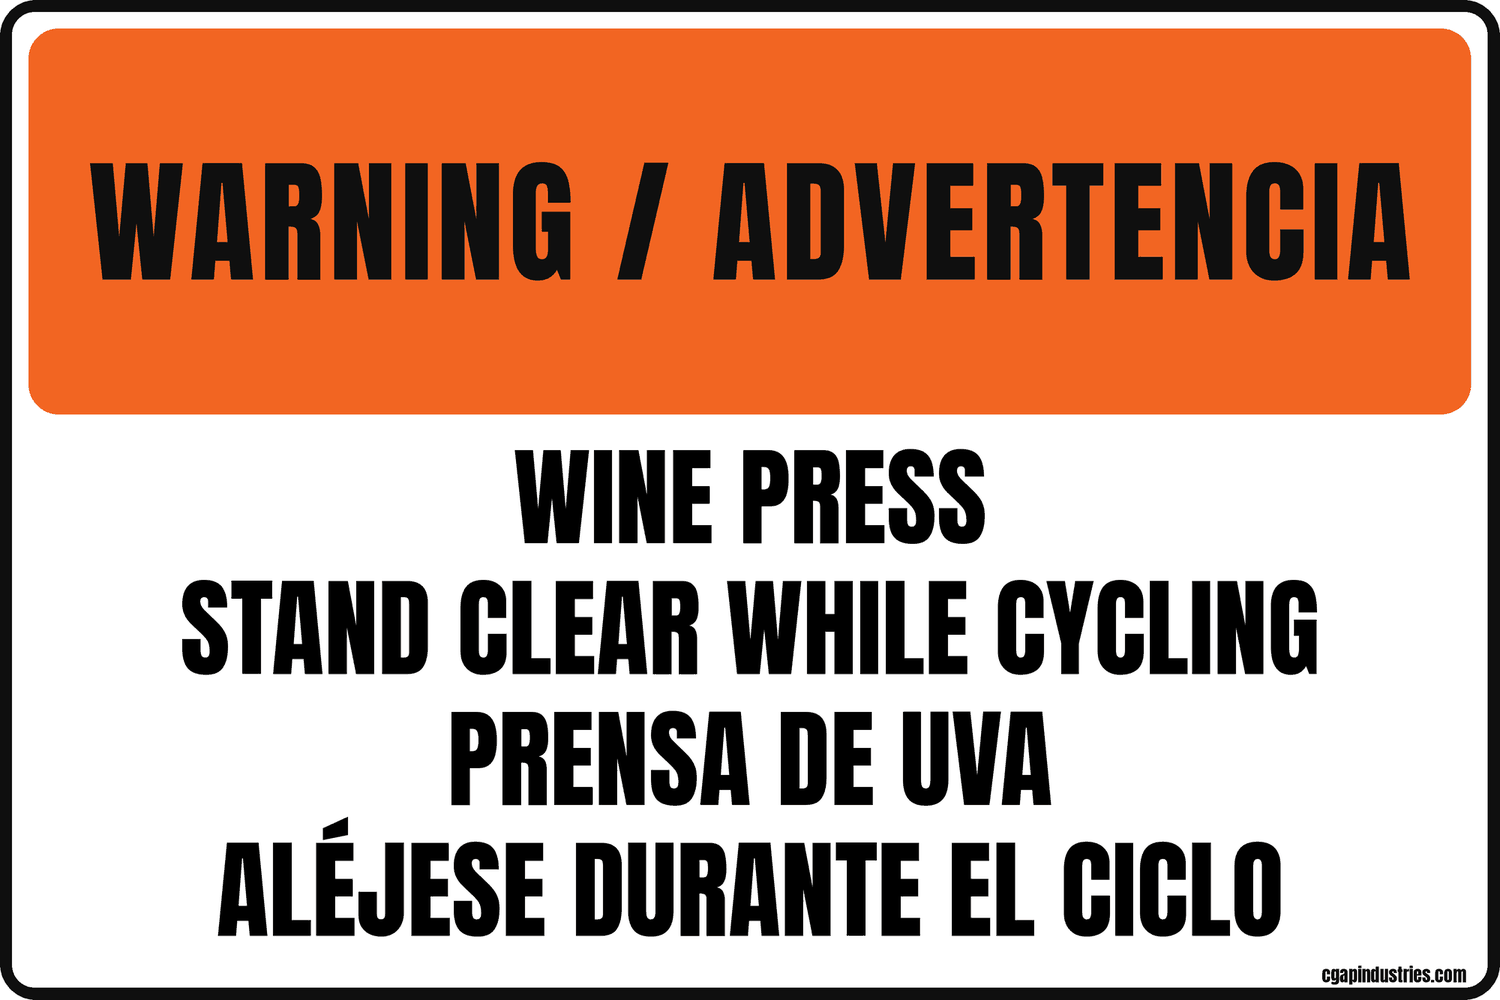 WARNING / ADVERTENCIA
WINE PRESS
STAND CLEAR WHILE CYCLING
PRENSA DE UVA
ALÉJESE DURANTE EL CICLO
cgapindustries.com